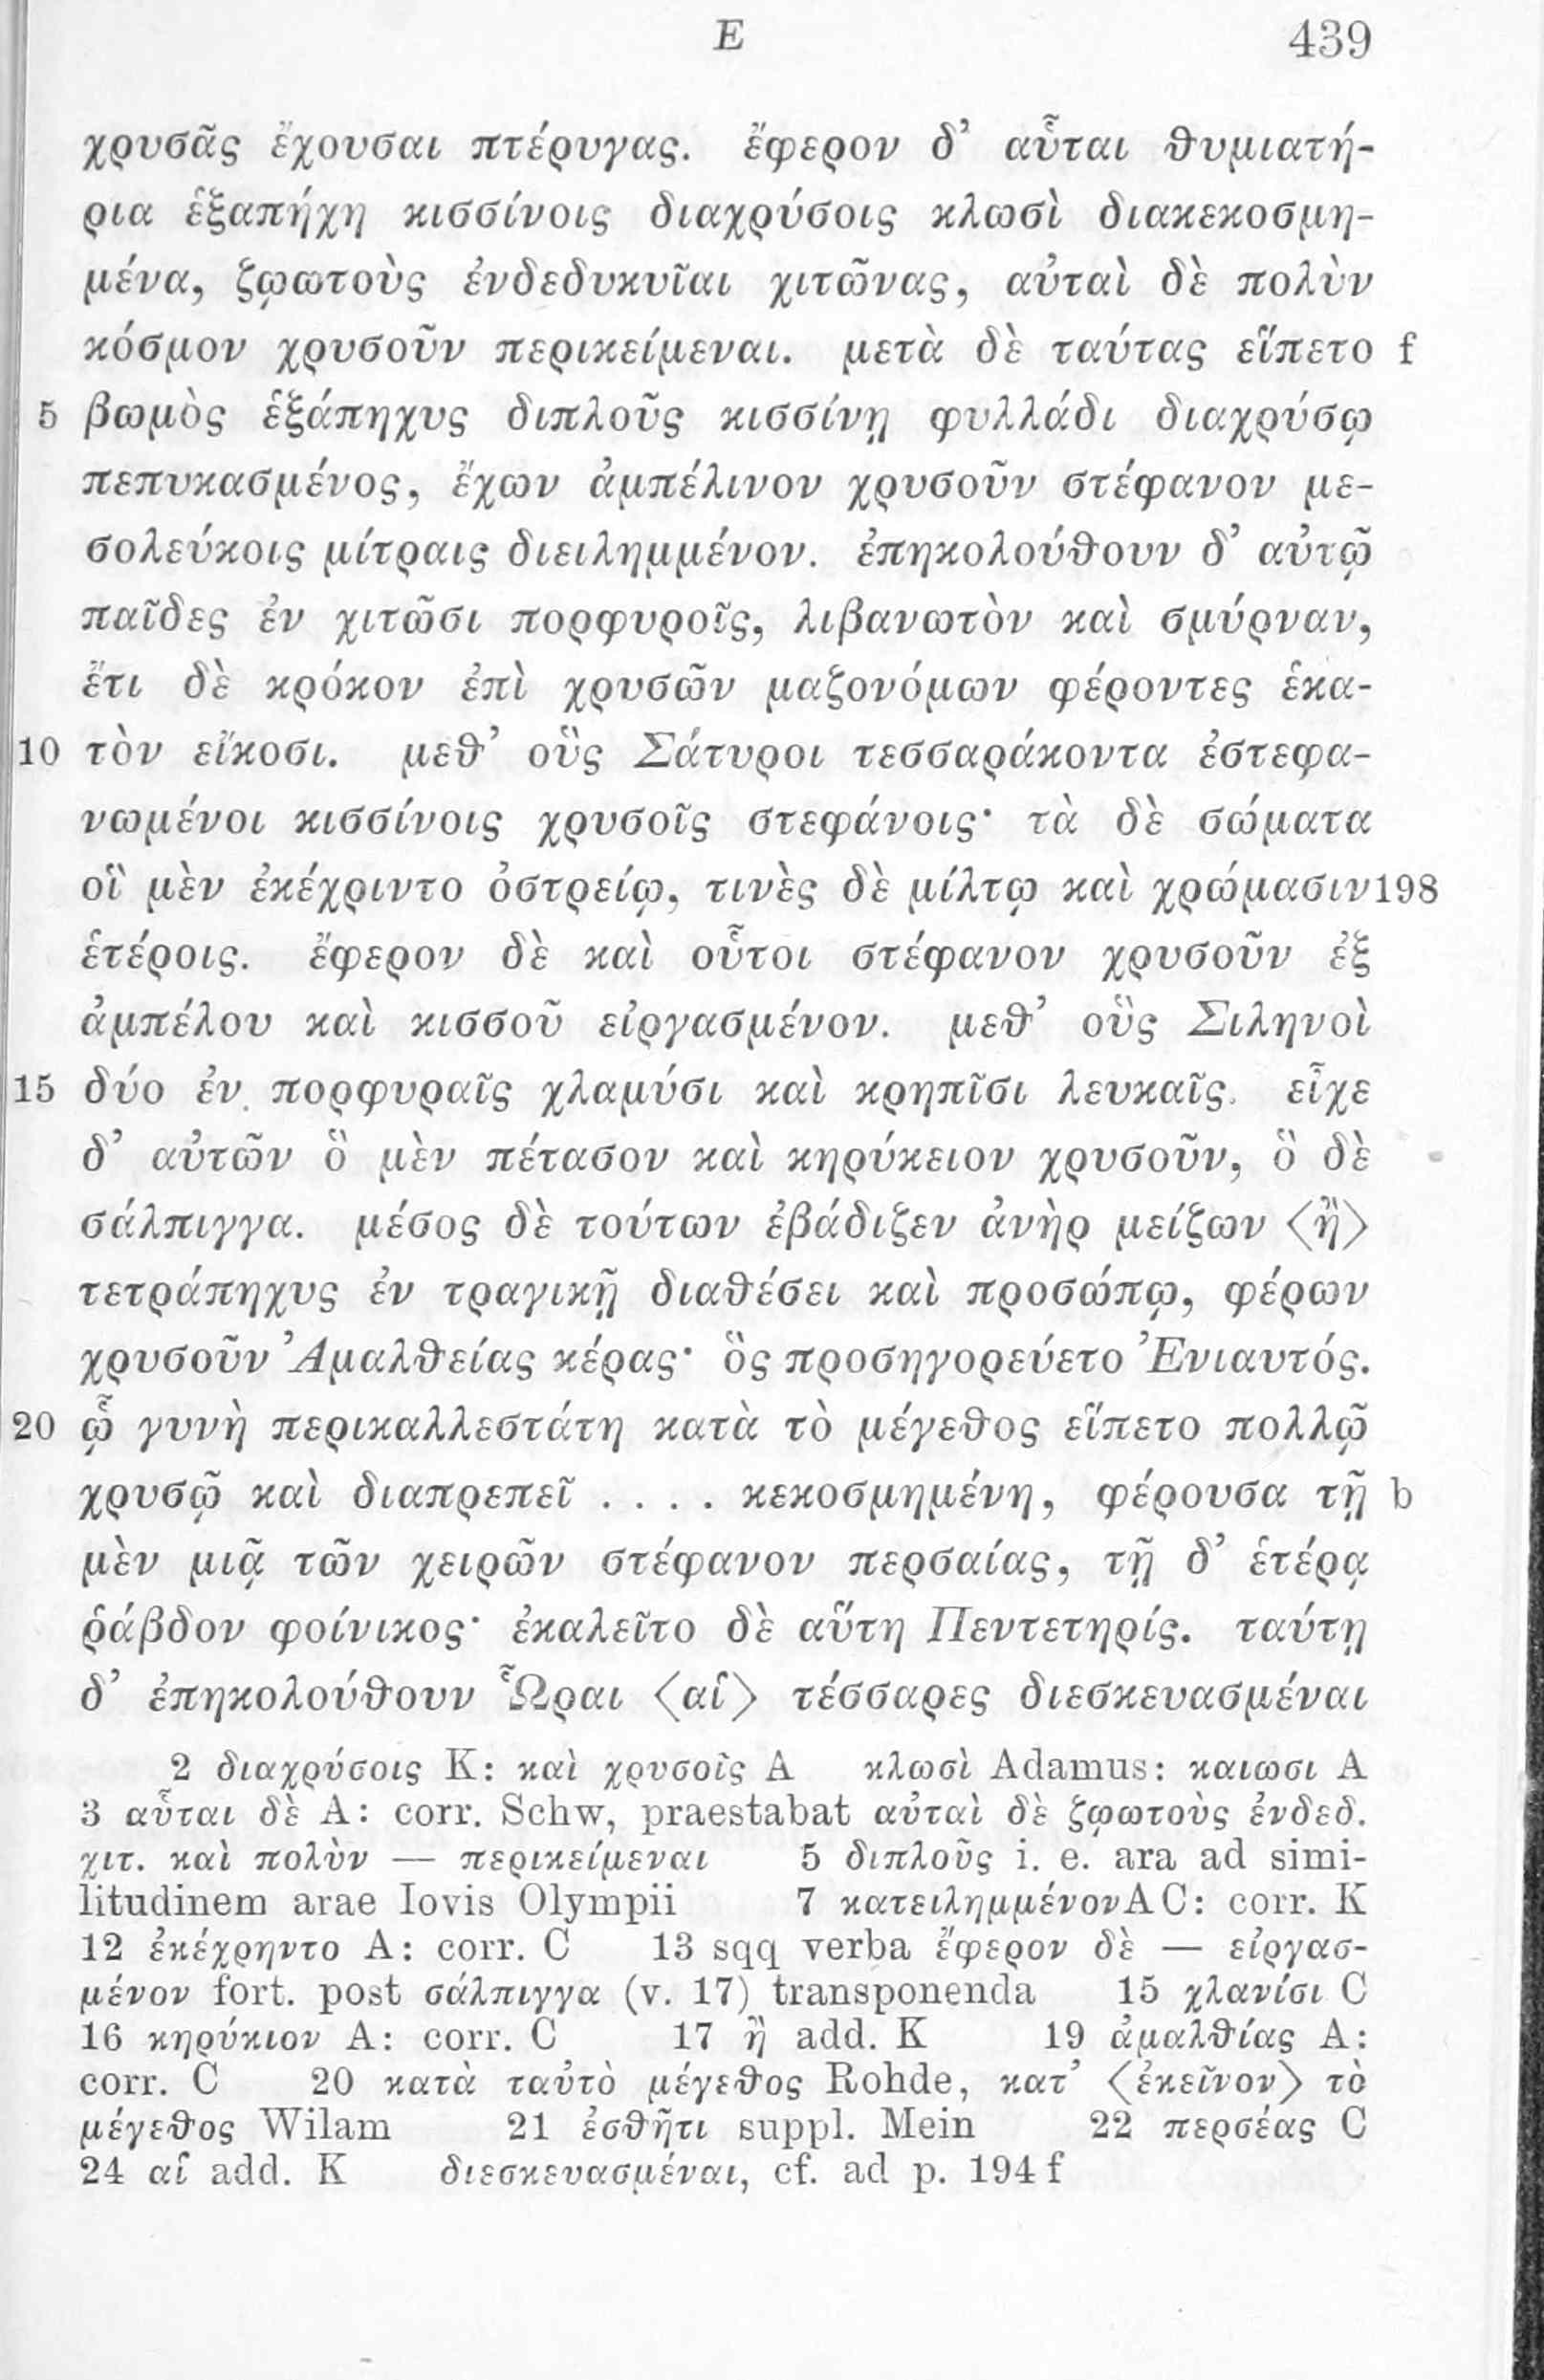 E 439
χρυσᾶς ἔχουσαι πτέρυγας. ἔφερον δ’ αὗται θυμιατή-
ρια ἑξαπήχη κισσίνοις διαχρύσοις κλωσὶ διακεκοσμη-
μένα, ζῳωτοὺς ἐνδεδυκυῖαι χιτῶνας, αὐταὶ δὲ πολὺν
κόσμον χρυσοῦν περικείμεναι. μετὰ δὲ ταύτας εἵπετο f
5 βωμὸς ἑξάπηχυς διπλοῦς κισσίνῃ φυλλάδι διαχρύσῳ
πεπυκασμένος, ἔχων ἀμπέλινον χρυσοῦν στέφανον με-
σολεύκοις μίτραις διειλημμένον. ἐπηκολούθουν δ’ αὐτῷ
παῖδες ἐν χιτῶσι πορφυροῖς, λιβανωτὸν καὶ σμύρναν,
ἔτι δὲ κρόκον ἐπὶ χρυσῶν μαζονόμων φέροντες ἑκα-
10 τὸν εἴκοσι. μεθ’ οὓς Σάτυροι τεσσαράκοντα ἐστεφα-
νωμένοι κισσίνοις χρυσοῖς στεφάνοις· τὰ δὲ σώματα
οἳ μὲν ἐκέχριντο ὀστρείῳ, τινὲς δὲ μίλτῳ καὶ χρώμασιν 198
ἑτέροις. ἔφερον δὲ καὶ οὗτοι στέφανον χρυσοῦν ἐξ
ἀμπέλου καὶ κισσοῦ εἰργασμένον. μεθ’ οὓς Σιληνοὶ
15 δύο ἐν πορφυραῖς χλαμύσι καὶ κρηπῖσι λευκαῖς. εἶχε
δ’ αὐτῶν ὃ μὲν πέτασον καὶ κηρύκειον χρυσοῦν, ὃ δὲ
σάλπιγγα. μέσος δὲ τούτων ἐβάδιζεν ἀνὴρ μείζων 〈ἢ〉
τετράπηχυς ἐν τραγικῇ διαθέσει καὶ προσώπῳ, φέρων
χρυσοῦν Ἀμαλθείας κέρας· ὃς προσηγορεύετο Ἐνιαυτός.
20 ᾧ γυνὴ περικαλλεστάτη κατὰ τὸ μέγεθος εἵπετο πολλῷ
χρυσῷ καὶ διαπρεπεῖ . . . . κεκοσμημένη, φέρουσα τῇ b
μὲν μιᾷ τῶν χειρῶν στέφανον περσαίας, τῇ δ’ ἑτέρᾳ
ῥάβδον φοίνικος· ἐκαλεῖτο δὲ αὕτη Πεντετηρίς. ταύτῃ
δ’ ἐπηκολούθουν Ὧραι 〈αἱ〉 τέσσαρες διεσκευασμέναι
2 διαχρύσοις K: καὶ χρυσοῖς A κλωσὶ Adamus: καιωσι A
3 αὗται δὲ A: corr. Schw, praestabat αὐταὶ δὲ ζῳωτοὺς ἐνδεδ.
χιτ. καὶ πολὺν — περικείμεναι 5 διπλοῦς i. e. ara ad simi-
litudinem arae Iovis Olympii 7 κατειλημμένον AC: corr. K
12 ἐκέχρηντο A: corr. C 13 sqq verba ἔφερον δὲ — εἰργασ-
μένον fort. post σάλπιγγα (v. 17) transponenda 15 χλανίσι C
16 κηρύκιον A: corr. C 17 ἢ add. K 19 ἀμαλθίας A:
corr. C 20 κατὰ ταὐτὸ μέγεθος Rohde, κατ’ 〈ἐκεῖνον〉 τὸ
μέγεθος Wilam 21 ἐσθῆτι suppl. Mein 22 περσέας C
24 αἱ add. K διεσκευασμέναι, cf. ad p. 194 f